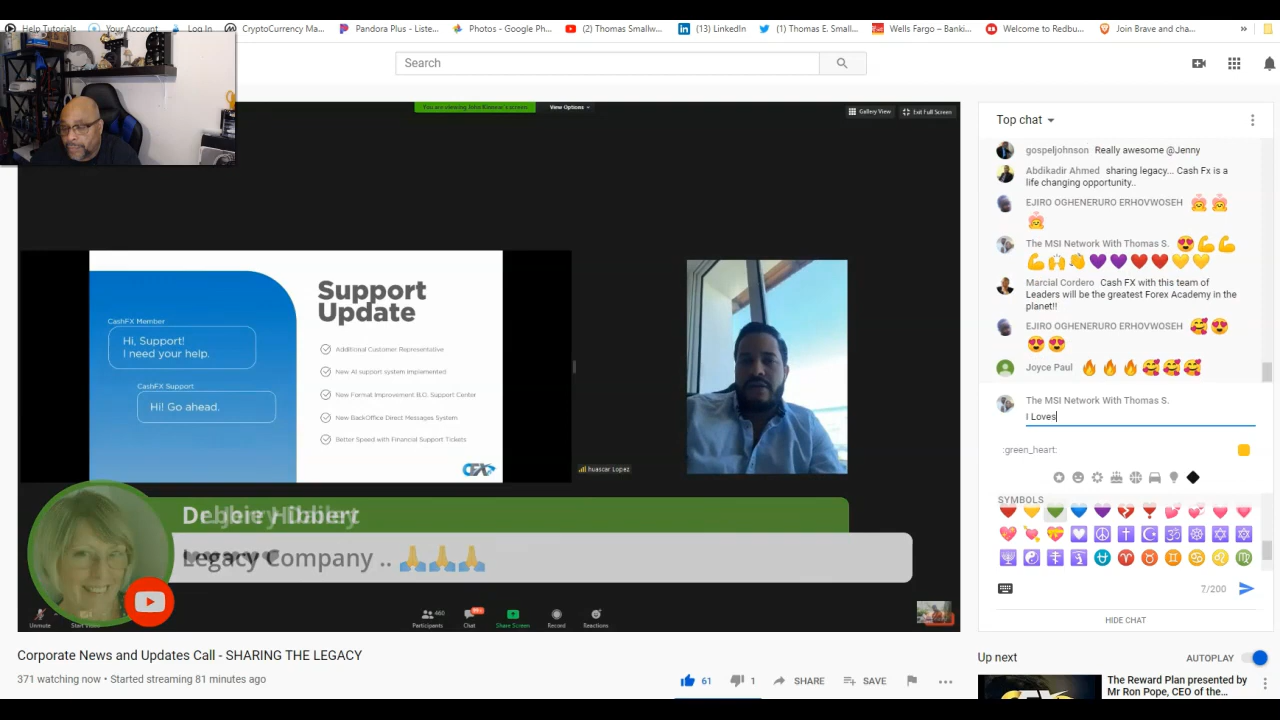 Help Tutorials
Your Account
Log In
CryptoCurrency Ma...
Pandora Plus - Liste...
Photos - Google Ph...
(2) Thomas Smallw...
(13) LinkedIn
(1) Thomas E. Small...
Wells Fargo – Banki...
Welcome to Redbu...
Join Brave and cha...
»
Search
You are viewing John Kinnear's screen
View Options
Gallery View
Exit Full Screen
CashFX Member
Hi, Support!
I need your help.
CashFX Support
Hi! Go ahead.
Support
Update
Additional Customer Representative
New AI support system implemented
New Format Improvement B.O. Support Center
New BackOffice Direct Messages System
Better Speed with Financial Support Tickets
CFX
huascar Lopez
Legacy Company .. 🙏🙏🙏
Unmute
Start Video
460
Participants
Chat
Share Screen
Record
Reactions
Corporate News and Updates Call - SHARING THE LEGACY
371 watching now • Started streaming 81 minutes ago
61
1
SHARE
SAVE
Top chat
gospeljohnson Really awesome @Jenny
Abdikadir Ahmed sharing legacy... Cash Fx is a
life changing opportunity..
EJIRO OGHENERURO ERHOVWOSEH
The MSI Network With Thomas S.
Marcial Cordero Cash FX with this team of
Leaders will be the greatest Forex Academy in the
planet!!
EJIRO OGHENERURO ERHOVWOSEH
Joyce Paul
The MSI Network With Thomas S.
I Loves
:green_heart:
SYMBOLS
7/200
HIDE CHAT
Up next
AUTOPLAY
The Reward Plan presented by
Mr Ron Pope, CEO of the...